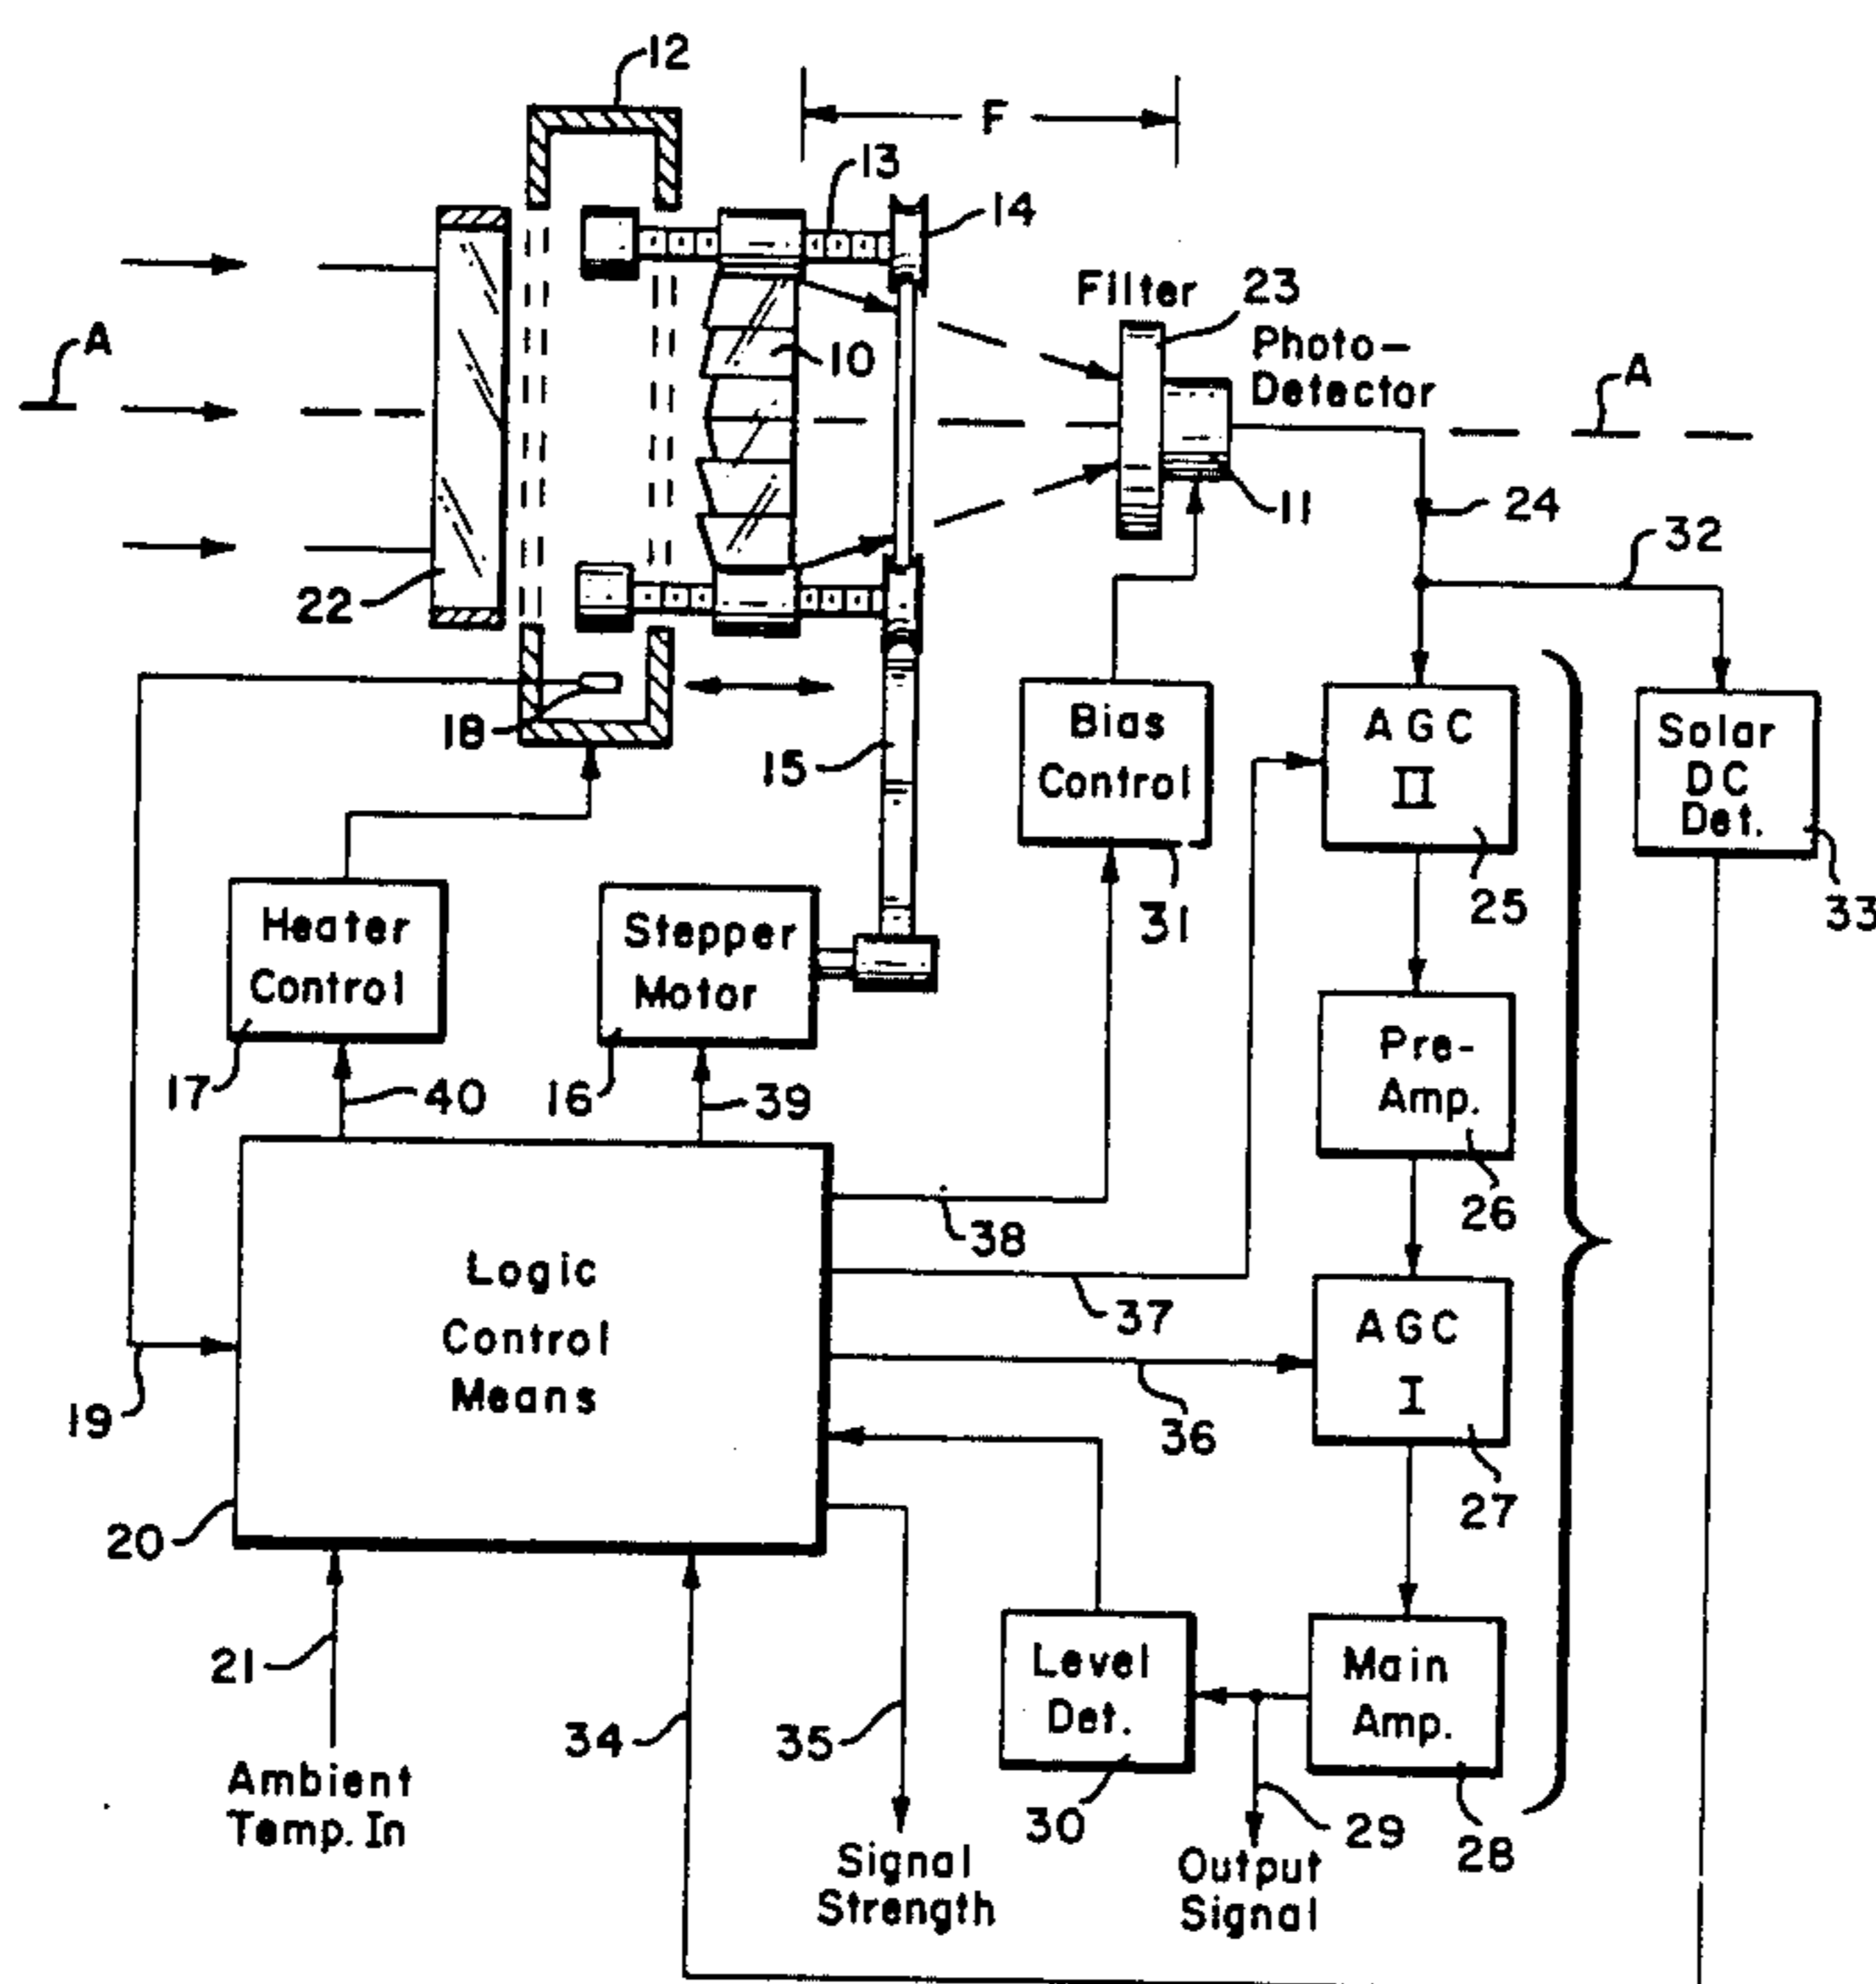 12
F
13
14
Filter
23
A
10
Photo-
Detector
A
11
24
32
22
18
15
Bias
Control
31
AGC
II
25
Solar
DC
Det.
33
Heater
Control
17
Stepper
Motor
16
40
39
Pre-
Amp.
26
38
37
Logic
Control
Means
AGC
I
27
36
19
20
21
34
35
Level
Det.
30
Main
Amp.
28
29
Ambient
Temp. In
Signal
Strength
Output
Signal